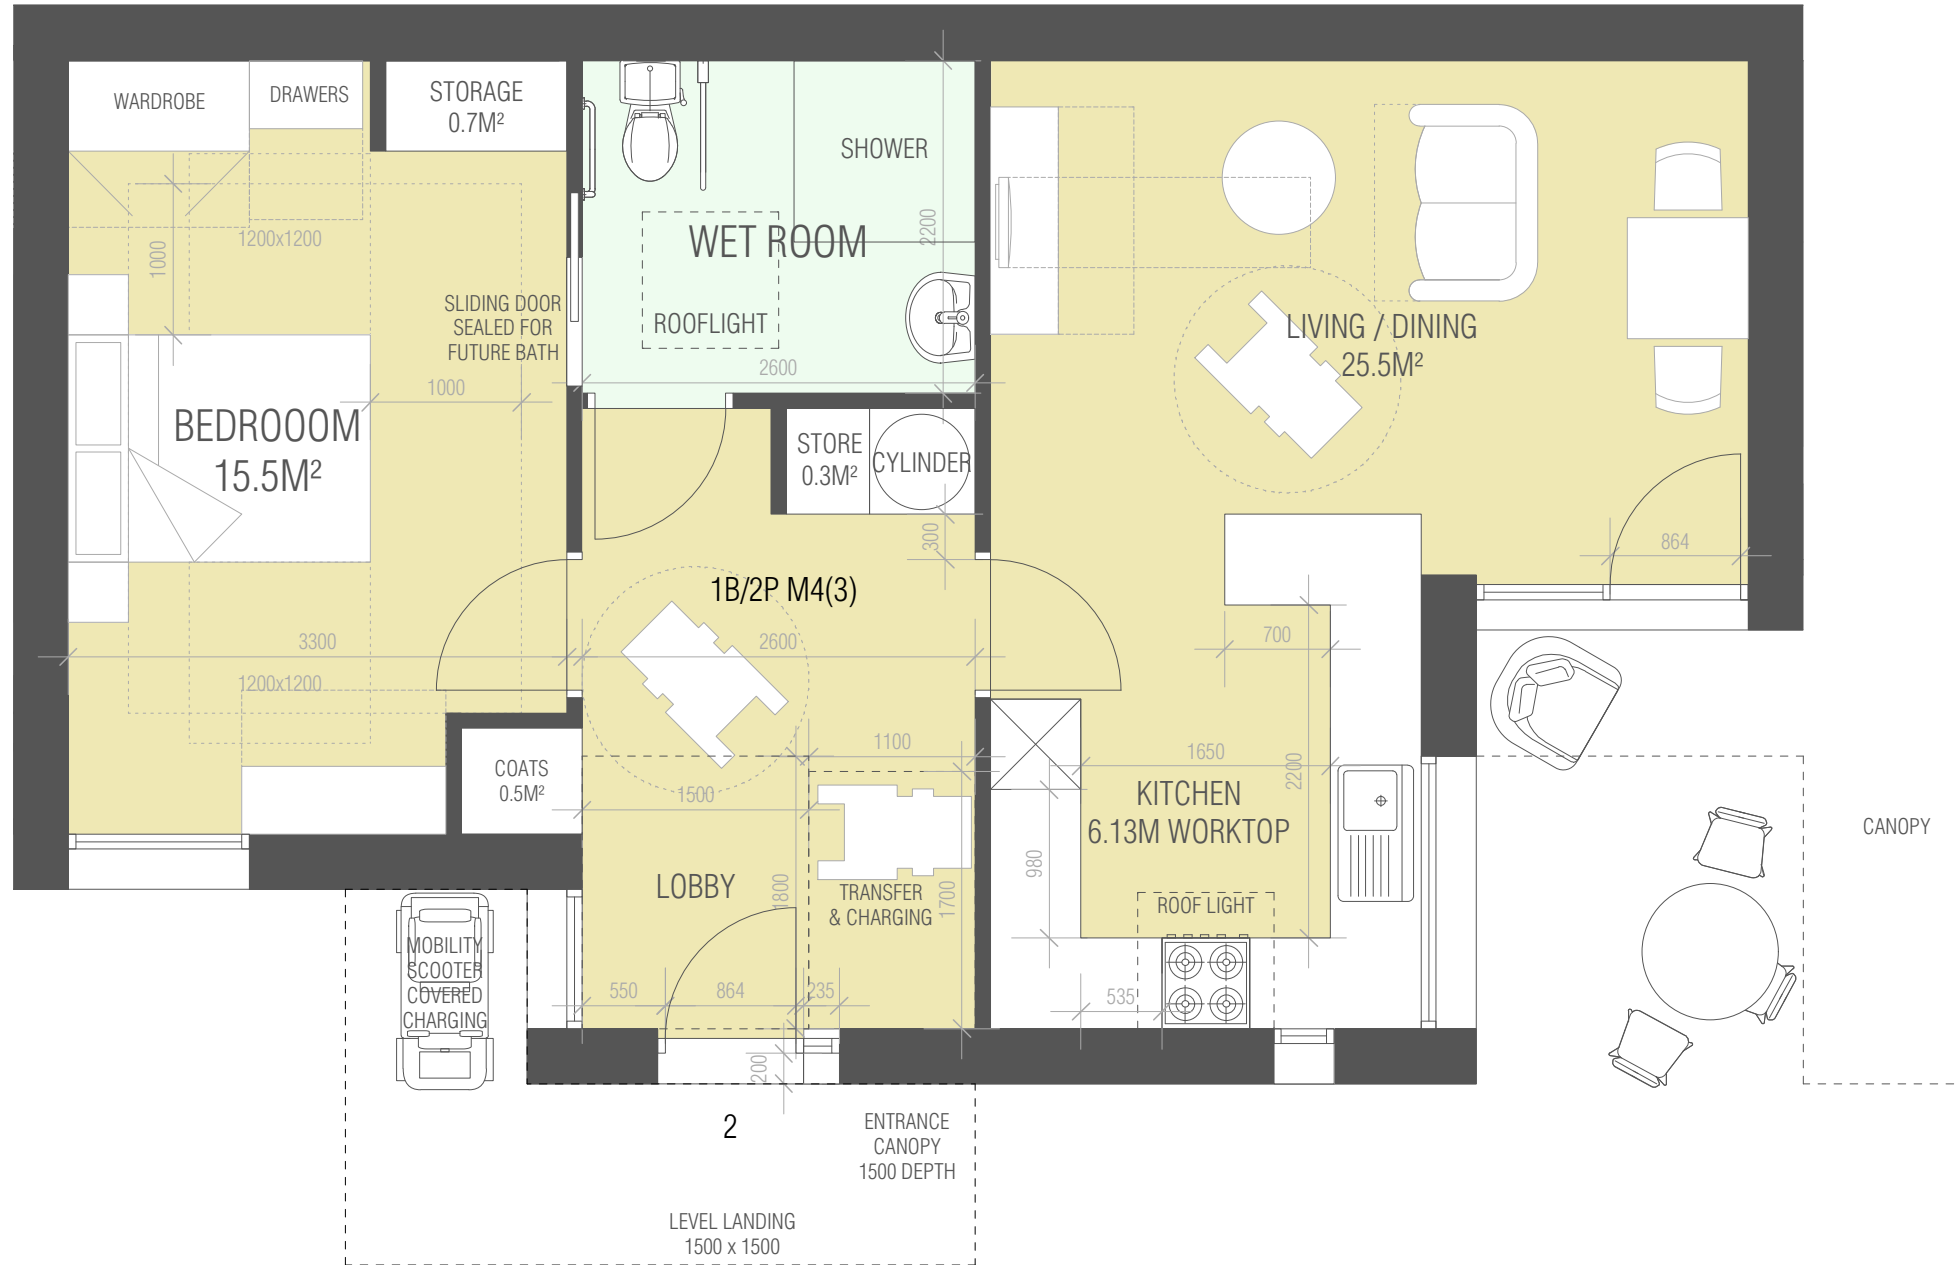 WARDROBE
DRAWERS
STORAGE
0.7M²
SHOWER
2200
WET ROOM
1200x1200
1000
SLIDING DOOR
SEALED FOR
FUTURE BATH
ROOFLIGHT
LIVING / DINING
25.5M²
2600
1000
BEDROOOM
15.5M²
STORE
0.3M²
CYLINDER
300
864
1B/2P M4(3)
3300
2600
700
1200x1200
1100
1650
2200
COATS
0.5M²
1500
KITCHEN
6.13M WORKTOP
CANOPY
980
LOBBY
1800
TRANSFER
& CHARGING
1700
ROOF LIGHT
MOBILITY
SCOOTER
COVERED
CHARGING
550
864
235
535
200
2
ENTRANCE
CANOPY
1500 DEPTH
LEVEL LANDING
1500 x 1500